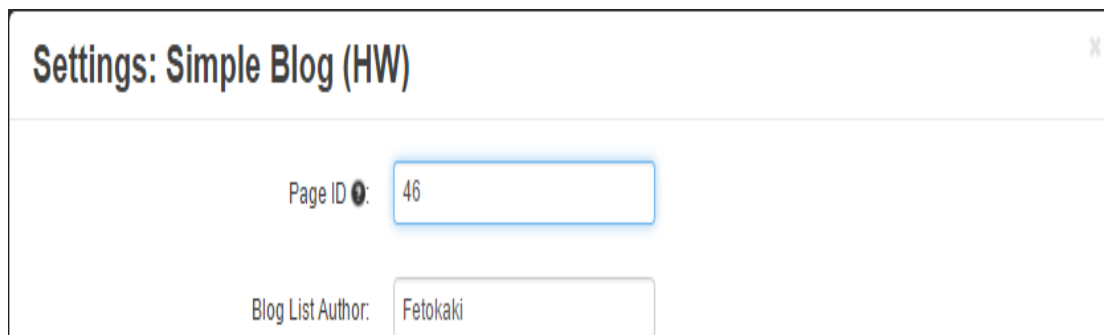 Settings: Simple Blog (HW)
x
Page ID ?: 46
Blog List Author: Fetokaki